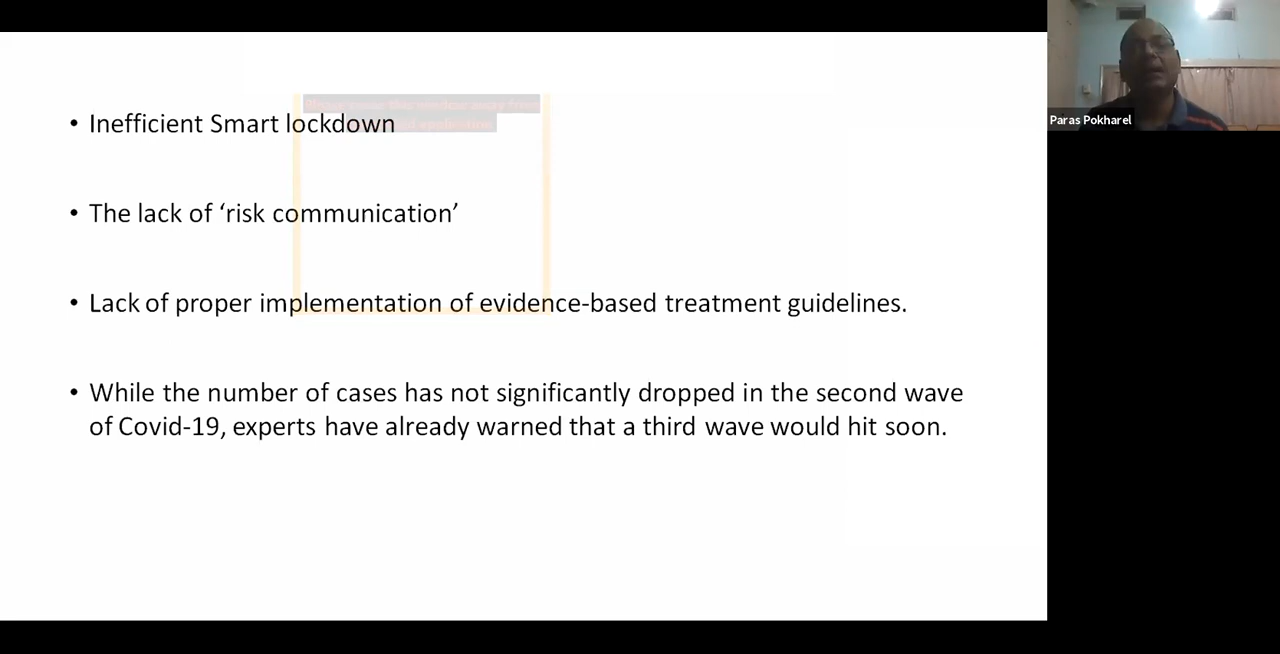 • Inefficient Smart lockdown
• The lack of ‘risk communication’
• Lack of proper implementation of evidence-based treatment guidelines.
• While the number of cases has not significantly dropped in the second wave
of Covid-19, experts have already warned that a third wave would hit soon.
Paras Pokharel